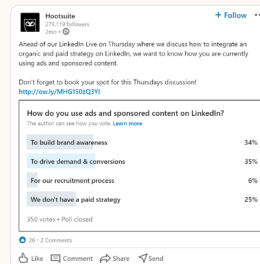 Hootsuite
+ Follow
279,119 followers
2mo
Ahead of our LinkedIn Live on Thursday where we discuss how to integrate an
organic and paid strategy on LinkedIn, we want to know how you are currently
using ads and sponsored content.
Don't forget to book your spot for this Thursdays discussion!
How do you use ads and sponsored content on LinkedIn?
The author can see how you vote. Learn more
To build brand awareness 34%
To drive demand & conversions 35%
For our recruitment process 6%
We don't have a paid strategy 25%
350 votes • Poll closed
26 · 2 Comments
Like Comment Share Send